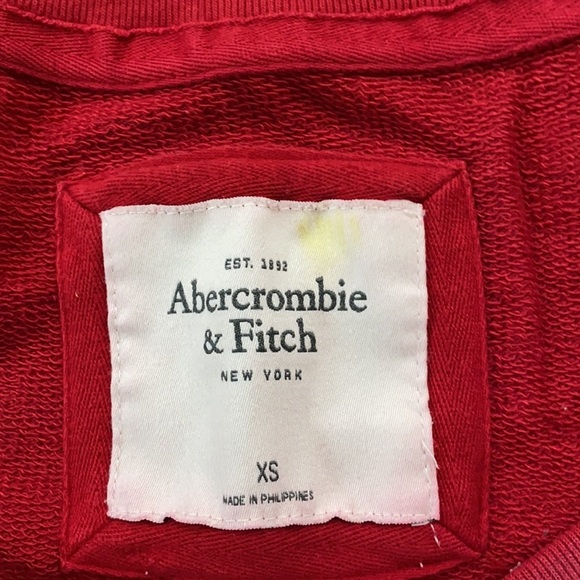 EST. 1892
Abercrombie
& Fitch
NEW YORK
XS
MADE IN PHILIPPINES